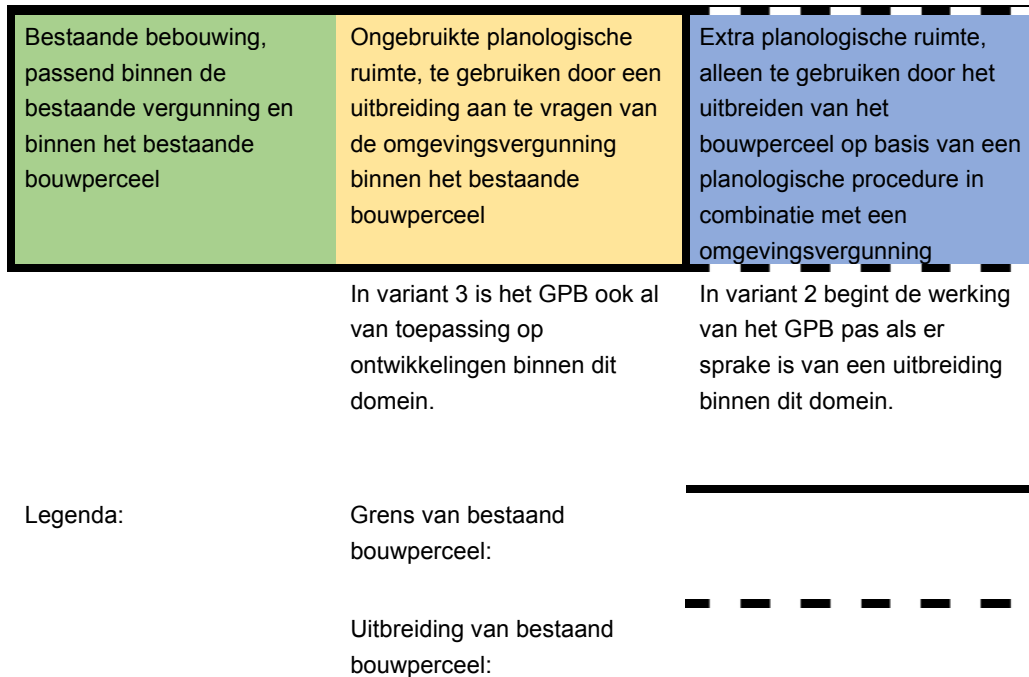 Bestaande bebouwing,
passend binnen de
bestaande vergunning en
binnen het bestaande
bouwperceel
Ongebruikte planologische
ruimte, te gebruiken door een
uitbreiding aan te vragen van
de omgevingsvergunning
binnen het bestaande
bouwperceel
Extra planologische ruimte,
alleen te gebruiken door het
uitbreiden van het
bouwperceel op basis van een
planologische procedure in
combinatie met een
omgevingsvergunning
In variant 3 is het GPB ook al
van toepassing op
ontwikkelingen binnen dit
domein.
In variant 2 begint de werking
van het GPB pas als er
sprake is van een uitbreiding
binnen dit domein.
Legenda:
Grens van bestaand
bouwperceel:
Uitbreiding van bestaand
bouwperceel: